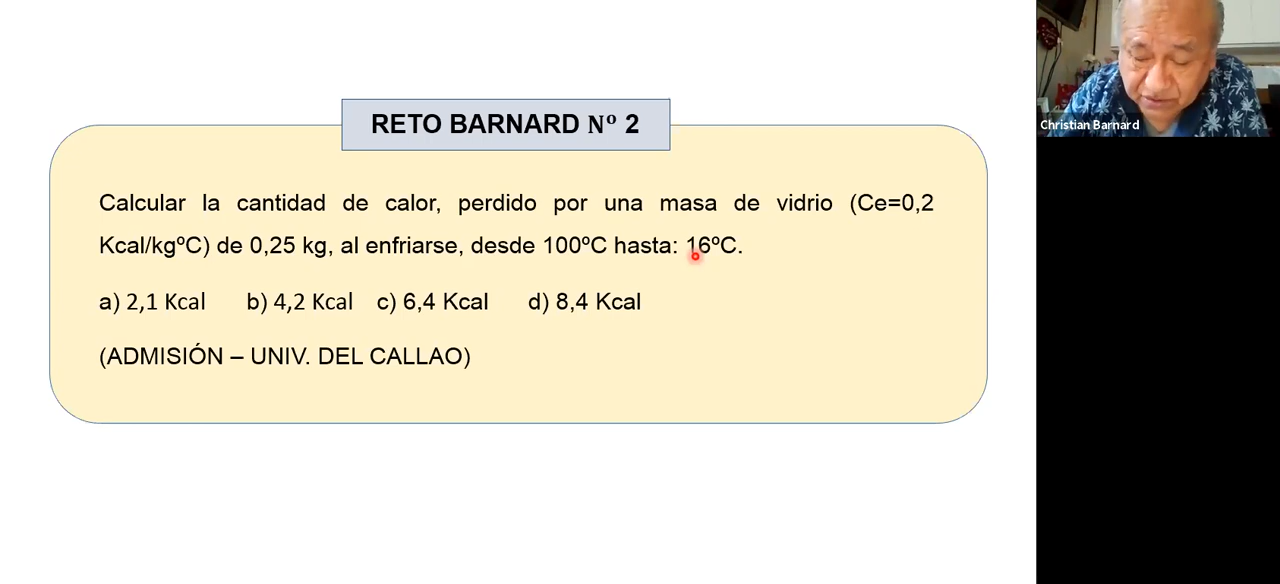 RETO BARNARD Nº 2
Calcular la cantidad de calor, perdido por una masa de vidrio (Ce=0,2
Kcal/kgºC) de 0,25 kg, al enfriarse, desde 100ºC hasta: 16ºC.
a) 2,1 Kcal b) 4,2 Kcal c) 6,4 Kcal d) 8,4 Kcal
(ADMISIÓN – UNIV. DEL CALLAO)
Christian Barnard